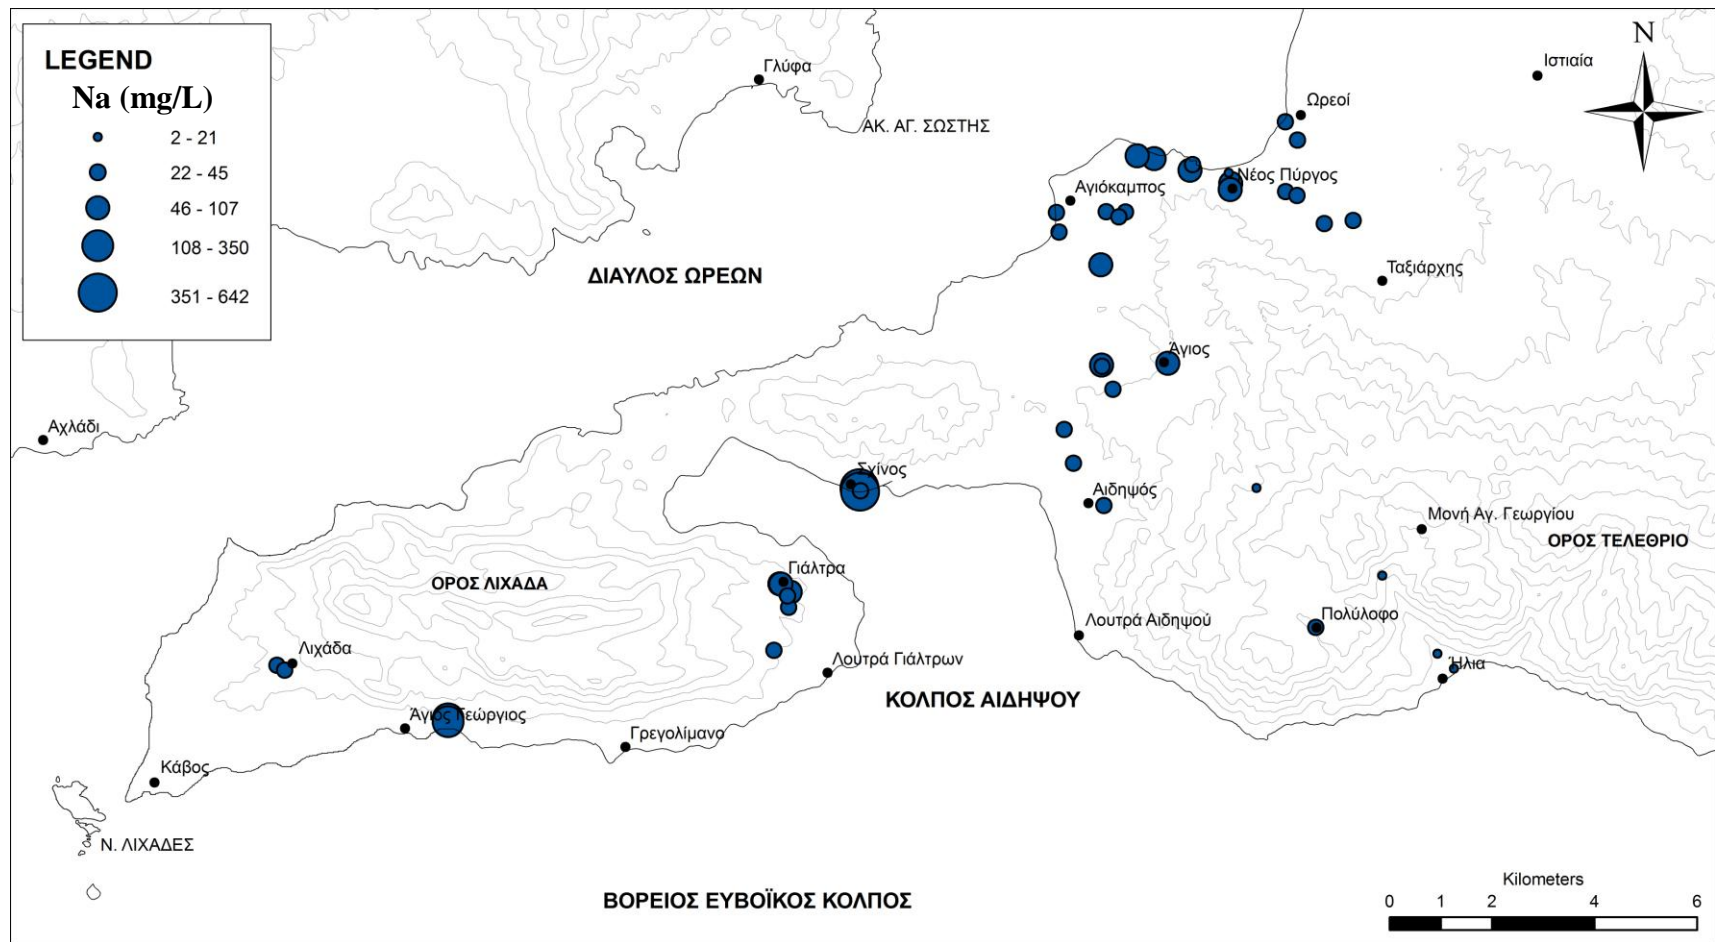 LEGEND
Na (mg/L)
2 - 21
22 - 45
46 - 107
108 - 350
351 - 642
N
Γλύφα
ΑΚ. ΑΓ. ΣΩΣΤΗΣ
Ιστιαία
Ωρεοί
Νέος Πύργος
Αγιόκαμπος
ΔΙΑΥΛΟΣ ΩΡΕΩΝ
Ταξιάρχης
Άγιος
Αχλάδι
Σχίνος
Αιδηψός
Μονή Αγ. Γεωργίου
ΟΡΟΣ ΤΕΛΕΘΡΙΟ
ΟΡΟΣ ΛΙΧΑΔΑ
Γιάλτρα
Λουτρά Αιδηψού
Πολύλοφο
Λιχάδα
Λουτρά Γιάλτρων
Ήλια
ΚΟΛΠΟΣ ΑΙΔΗΨΟΥ
Άγιος Γεώργιος
Γρεγολίμανο
Κάβος
Ν. ΛΙΧΑΔΕΣ
ΒΟΡΕΙΟΣ ΕΥΒΟΪΚΟΣ ΚΟΛΠΟΣ
Kilometers
0 1 2 4 6